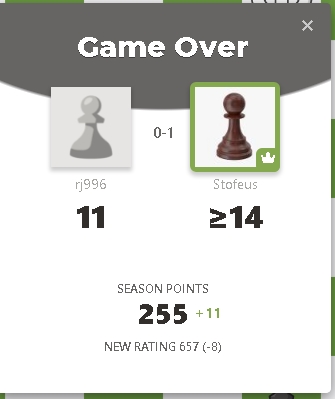 Game Over
×
0-1
rj996
Stofeus
11
≥14
SEASON POINTS
255 +11
NEW RATING 657 (-8)